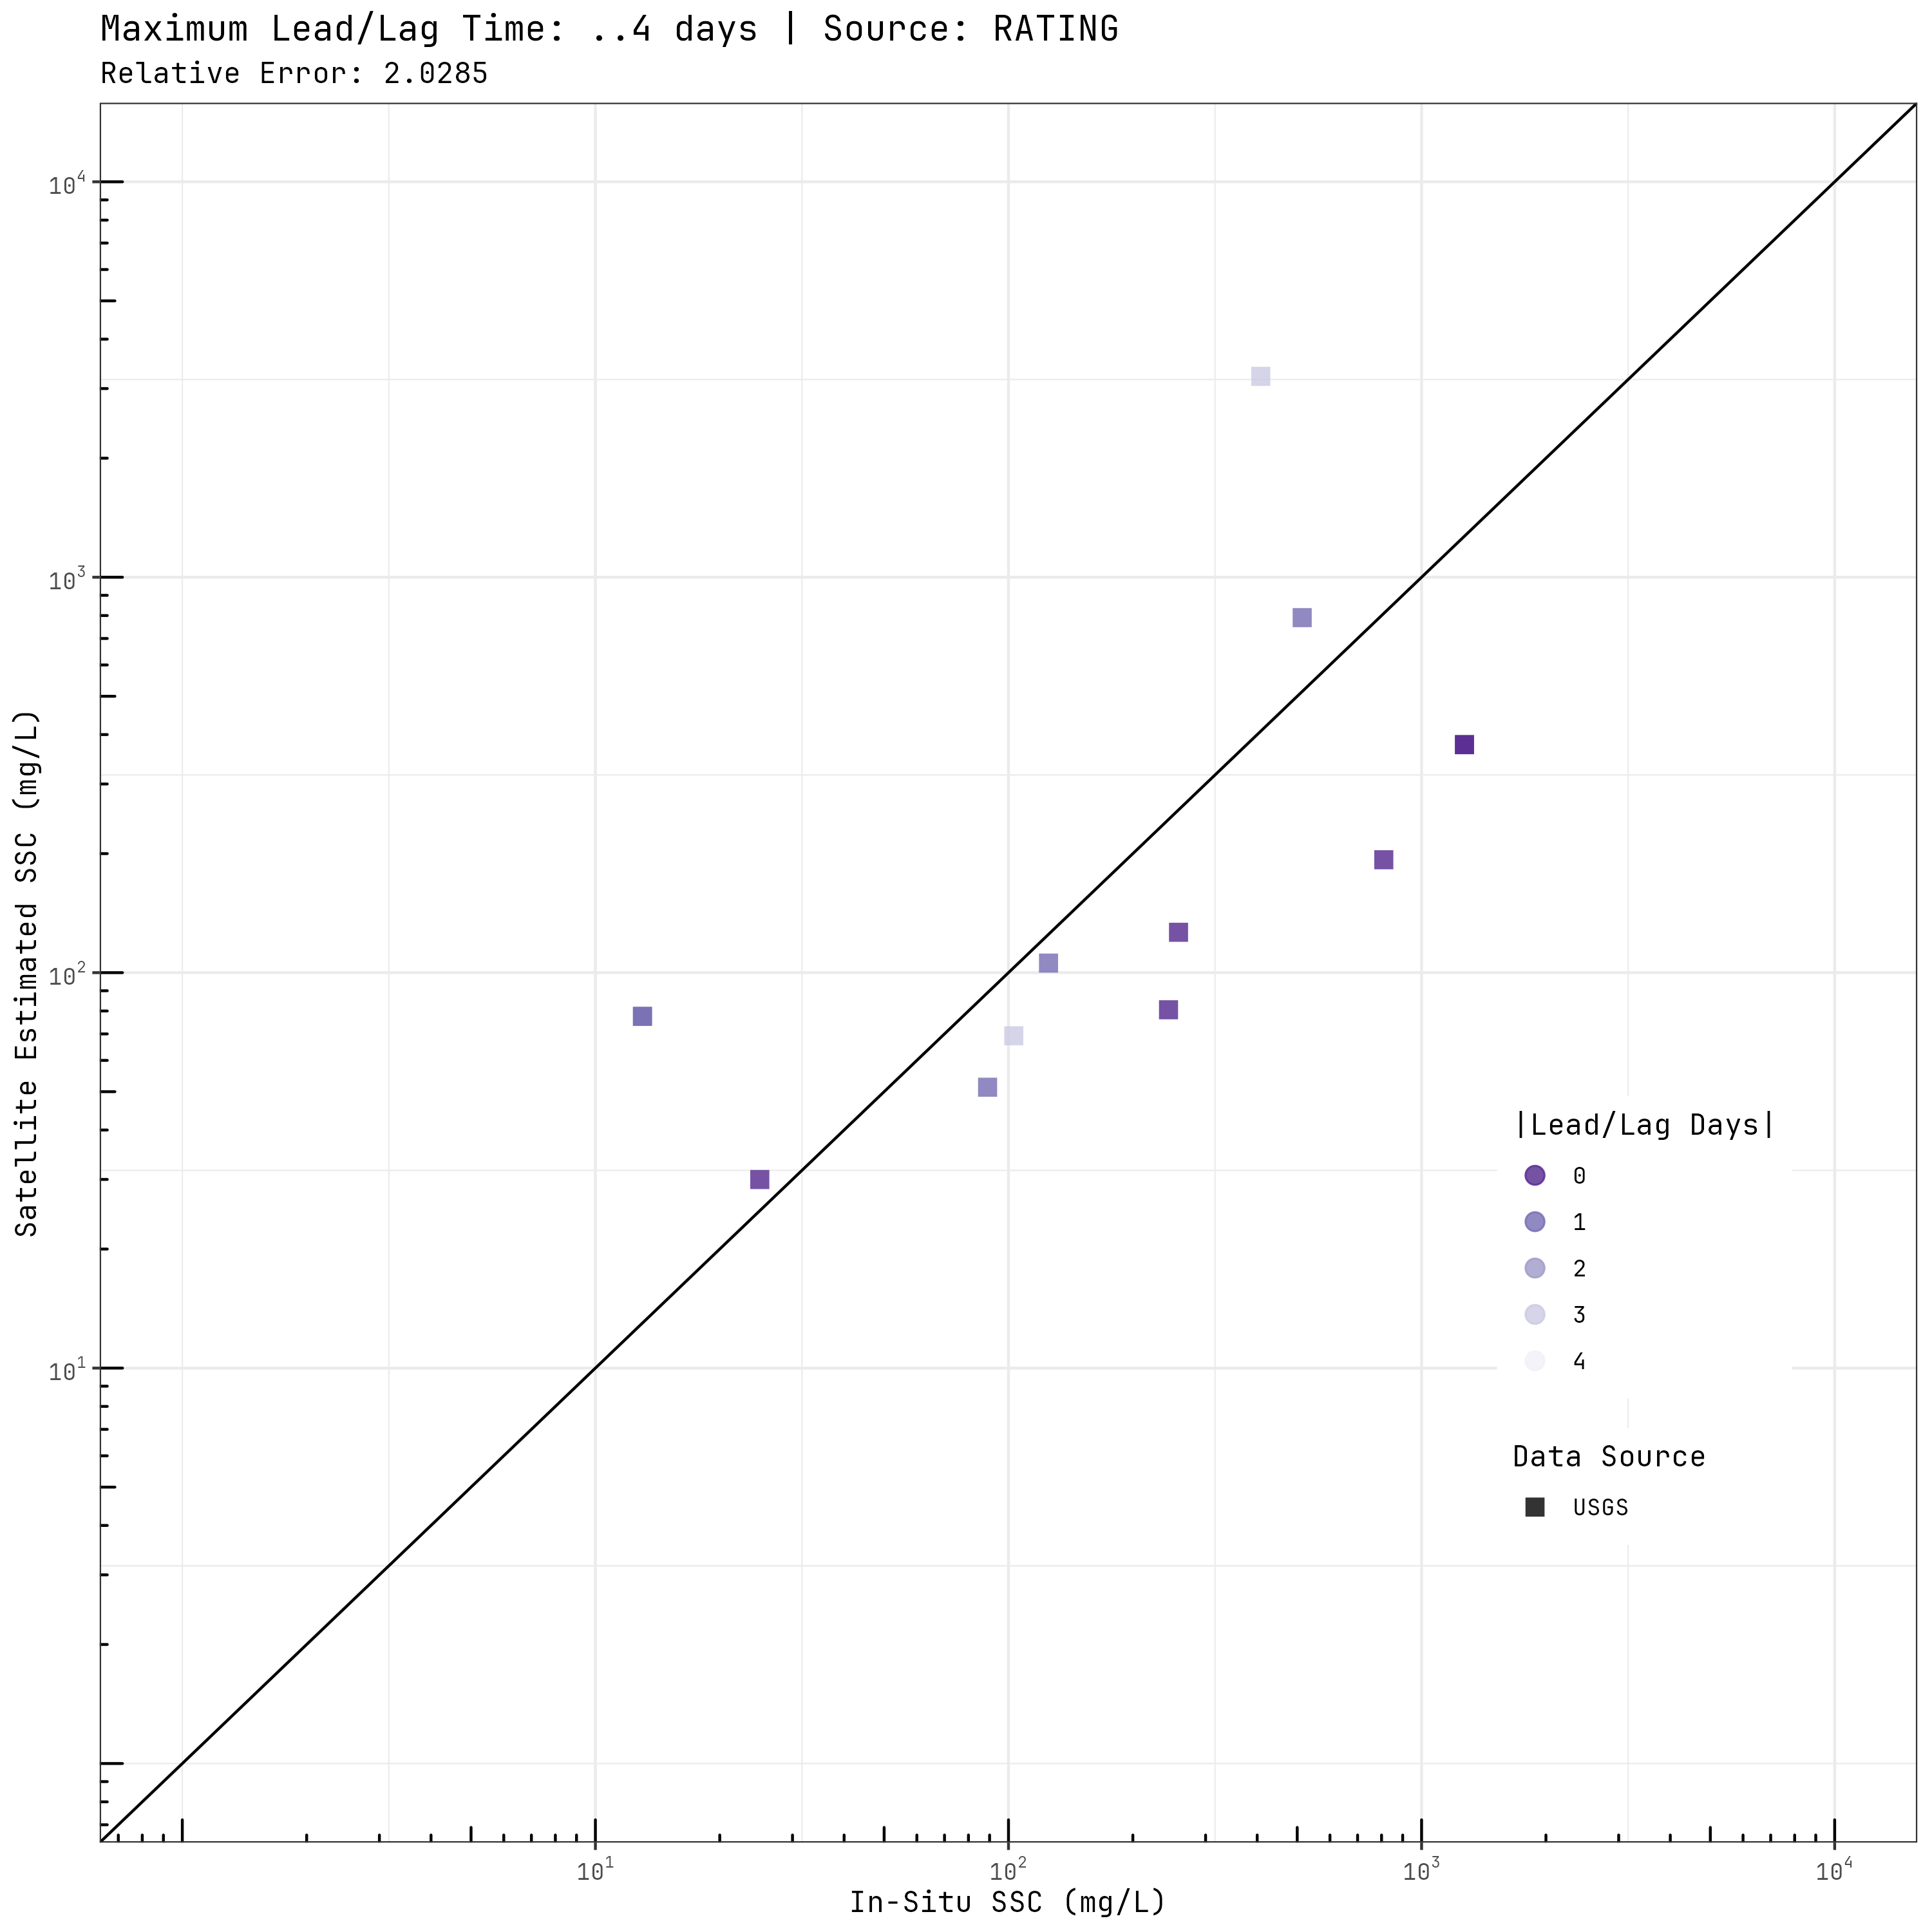 Maximum Lead/Lag Time: ..4 days | Source: RATING
Relative Error: 2.0285
10⁴
10³
10²
10¹
Satellite Estimated SSC (mg/L)
|Lead/Lag Days|
0
1
2
3
4
Data Source
USGS
10¹ 10² 10³ 10⁴
In-Situ SSC (mg/L)